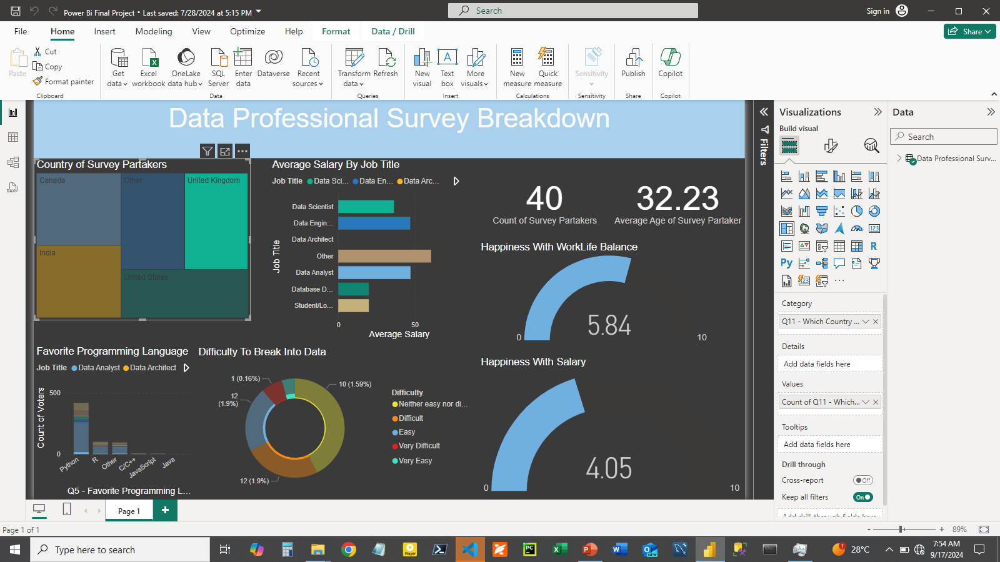 Power Bi Final Project • Last saved: 7/28/2024 at 5:15 PM
Search
Sign in
File
Home
Insert
Modeling
View
Optimize
Help
Format
Data / Drill
Share
Paste
Cut
Copy
Format painter
Get data
Excel workbook
OneLake data hub
SQL Server
Enter data
Dataverse
Recent sources
Transform data
Refresh
New visual
Text box
More visuals
New measure
Quick measure
Sensitivity
Publish
Copilot
Clipboard
Data
Queries
Insert
Calculations
Sensitivity
Share
Copilot
Data Professional Survey Breakdown
Country of Survey Partakers
Canada
Other
United Kingdom
India
United States
Average Salary By Job Title
Job Title
Data Sci...
Data En...
Data Arc...
Job Title
Data Scientist
Data Engin...
Data Architect
Other
Data Analyst
Database D...
Student/Lo...
0
50
Average Salary
40
Count of Survey Partakers
32.23
Average Age of Survey Partaker
Happiness With WorkLife Balance
5.84
0
10
Happiness With Salary
4.05
0
10
Favorite Programming Language
Job Title
Data Analyst
Data Architect
Count of Voters
500
0
Python
R
Other
C/C++
JavaScript
Java
Q5 - Favorite Programming L...
Difficulty To Break Into Data
1 (0.16%)
10 (1.59%)
12 (1.9%)
12 (1.9%)
Difficulty
Neither easy nor di...
Difficult
Easy
Very Difficult
Very Easy
Filters
Visualizations
Build visual
R
Py
123
123
Category
Q11 - Which Country ...
Details
Add data fields here
Values
Count of Q11 - Which...
Tooltips
Add data fields here
Drill through
Cross-report
Off
Keep all filters
On
Add drill-through fields here
Data
Search
Data Professional Surv...
DAX
Page 1
Page 1 of 1
- + 89%
Type here to search
28°C
7:54 AM
9/17/2024